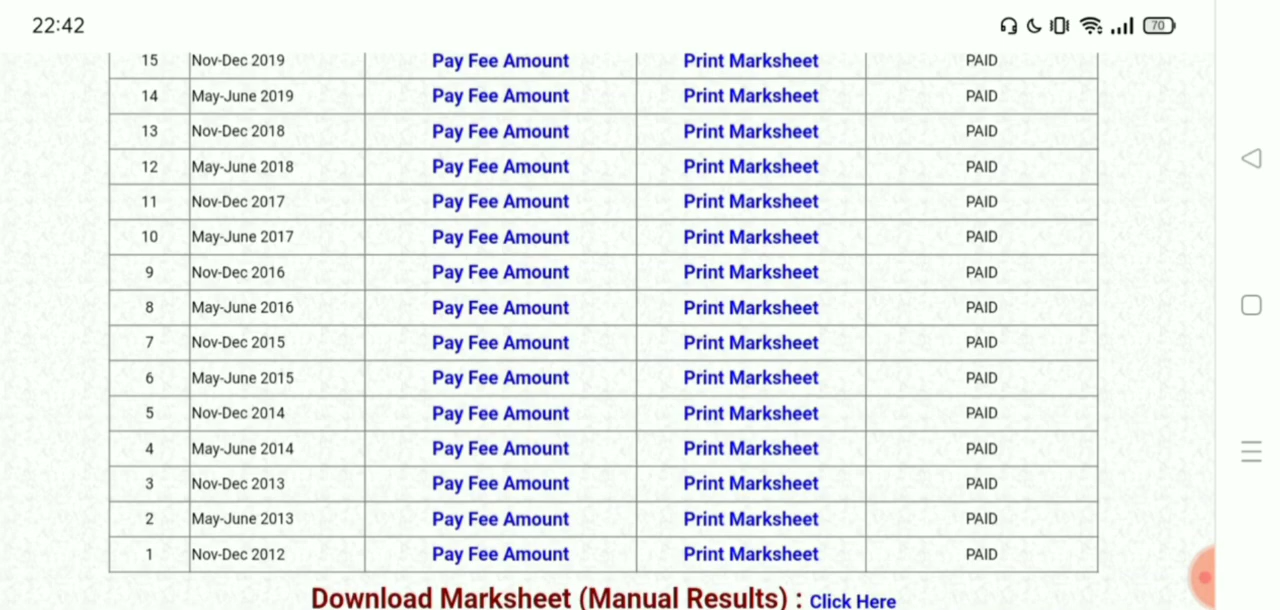 22:42 70
15 Nov-Dec 2019 Pay Fee Amount Print Marksheet PAID
14 May-June 2019 Pay Fee Amount Print Marksheet PAID
13 Nov-Dec 2018 Pay Fee Amount Print Marksheet PAID
12 May-June 2018 Pay Fee Amount Print Marksheet PAID
11 Nov-Dec 2017 Pay Fee Amount Print Marksheet PAID
10 May-June 2017 Pay Fee Amount Print Marksheet PAID
9 Nov-Dec 2016 Pay Fee Amount Print Marksheet PAID
8 May-June 2016 Pay Fee Amount Print Marksheet PAID
7 Nov-Dec 2015 Pay Fee Amount Print Marksheet PAID
6 May-June 2015 Pay Fee Amount Print Marksheet PAID
5 Nov-Dec 2014 Pay Fee Amount Print Marksheet PAID
4 May-June 2014 Pay Fee Amount Print Marksheet PAID
3 Nov-Dec 2013 Pay Fee Amount Print Marksheet PAID
2 May-June 2013 Pay Fee Amount Print Marksheet PAID
1 Nov-Dec 2012 Pay Fee Amount Print Marksheet PAID
Download Marksheet (Manual Results) : Click Here